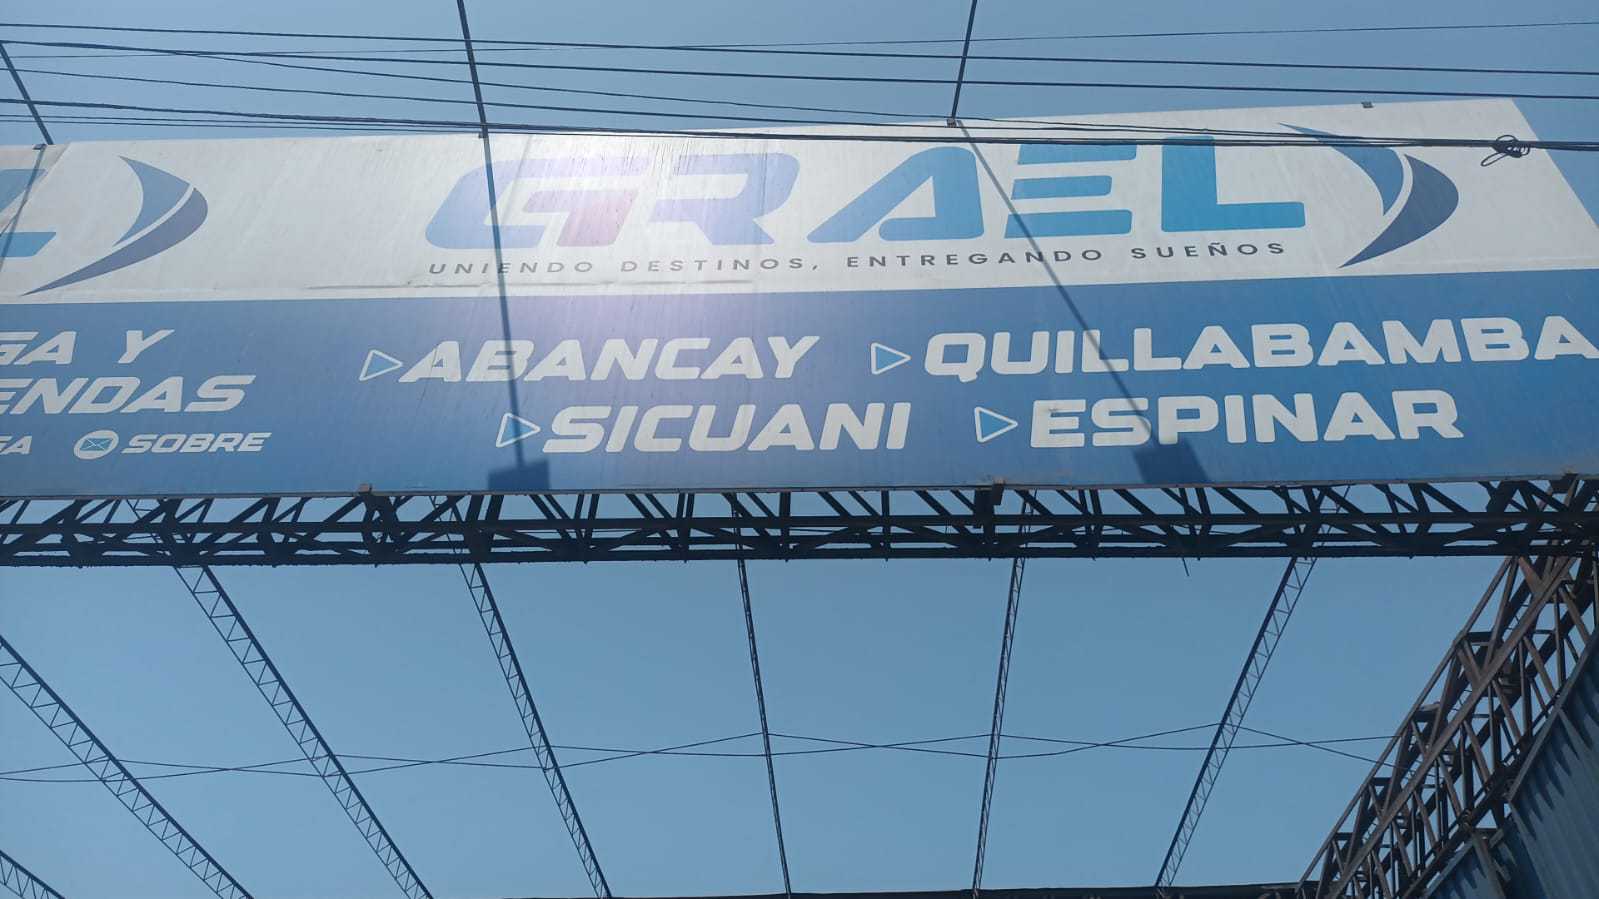 GRAEL
UNIENDO DESTINOS, ENTREGANDO SUEÑOS
ABANCAY QUILLABAMBA
SICUANI ESPINAR
Y
SOBRE